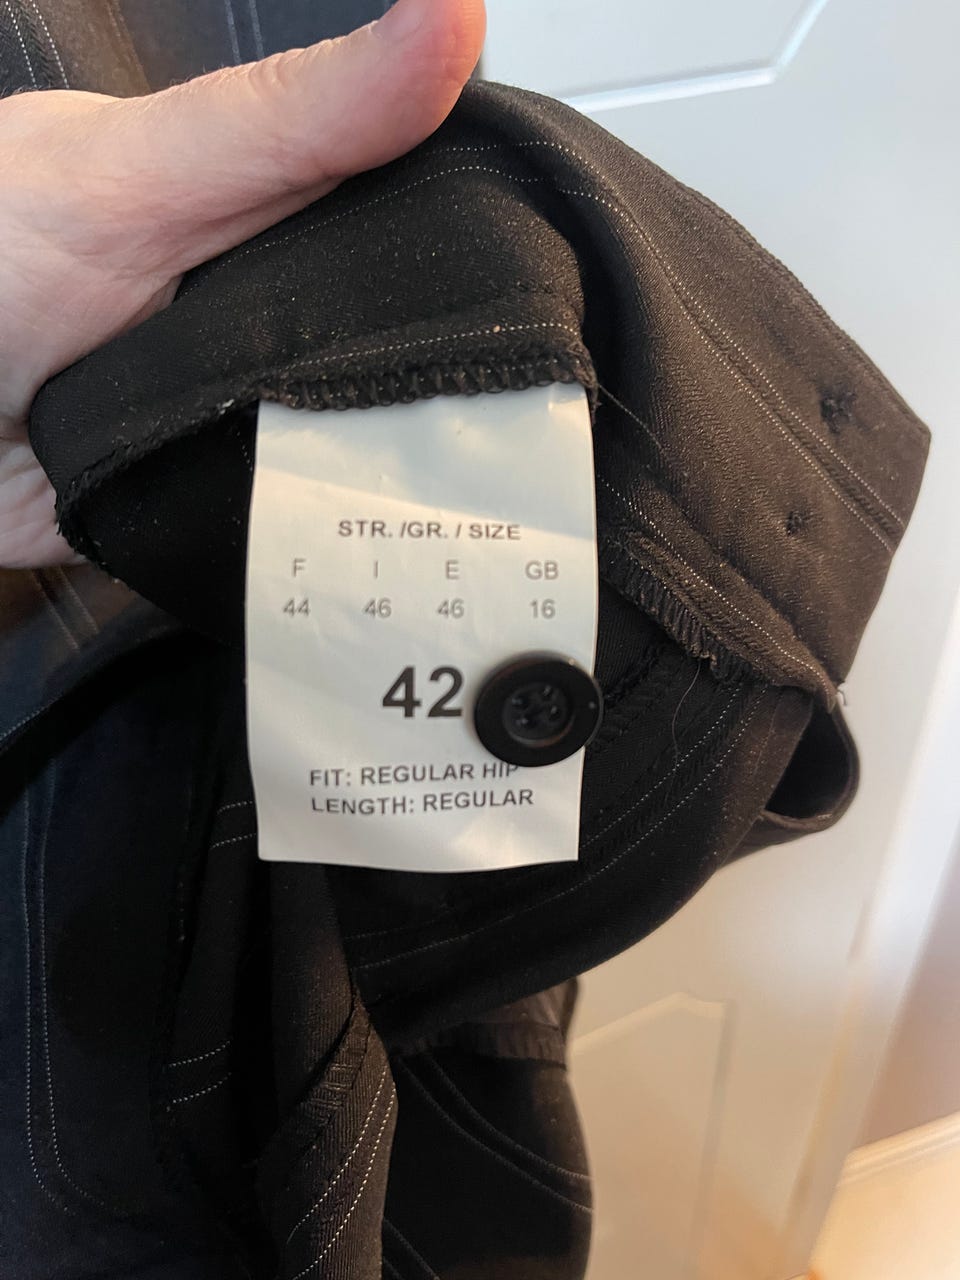 STR. /GR. / SIZE
F I E GB
44 46 46 16
42
FIT: REGULAR HIP
LENGTH: REGULAR